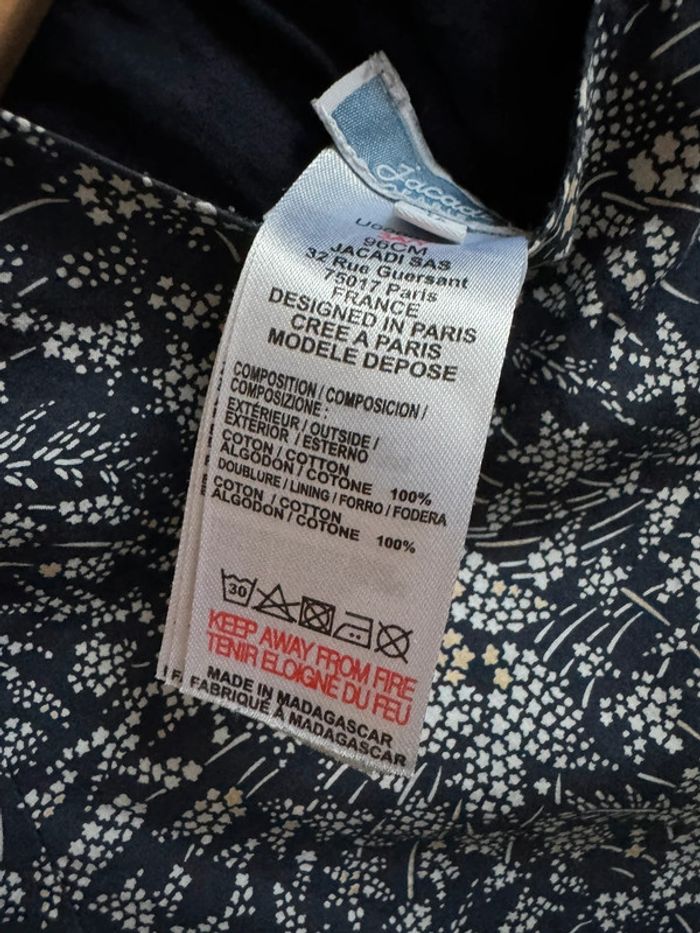 Jacadi
96CM
JACADI SAS
32 Rue Guersant
75017 Paris
FRANCE
DESIGNED IN PARIS
CREE A PARIS
MODELE DEPOSE
COMPOSITION / COMPOSICION /
COMPOSIZIONE :
EXTERIEUR / OUTSIDE /
EXTERIOR / ESTERNO
COTON / COTTON
ALGODON / COTONE 100%
DOUBLURE / LINING / FORRO / FODERA
COTON / COTTON
ALGODON / COTONE 100%
30
KEEP AWAY FROM FIRE
TENIR ELOIGNE DU FEU
MADE IN MADAGASCAR
FABRIQUÉ À MADAGASCAR